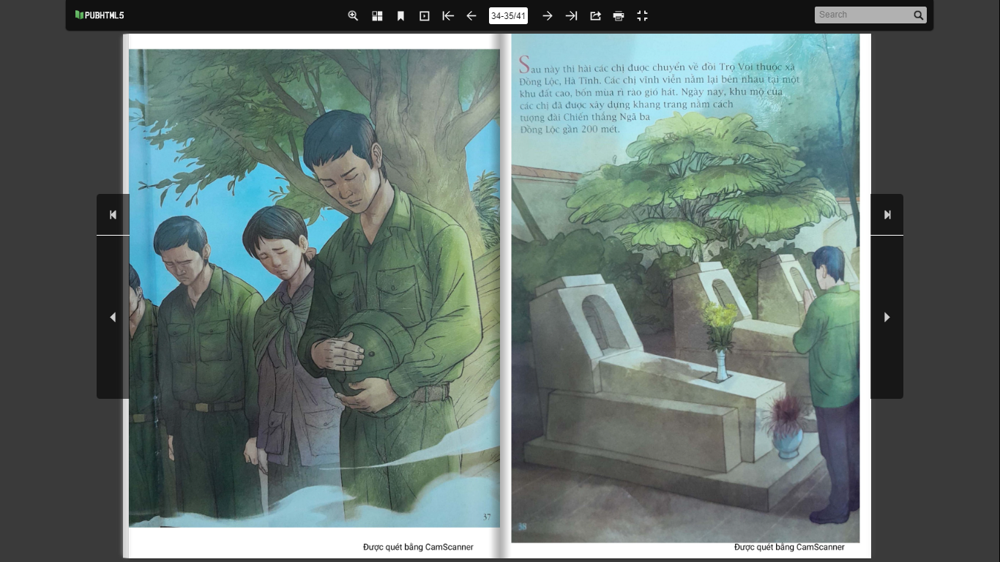 PUBHTML5
34-35/41
Search
Sau này thi hài các chị được chuyển về đồi Trọ Voi thuộc xã
Đồng Lộc, Hà Tĩnh. Các chị vĩnh viễn nằm lại bên nhau tại một
khu đất cao, bốn mùa rì rào gió hát. Ngày nay, khu mộ của
các chị đã được xây dựng khang trang nằm cách
tượng đài Chiến thắng Ngã ba
Đồng Lộc gần 200 mét.
37
38
Được quét bằng CamScanner
Được quét bằng CamScanner